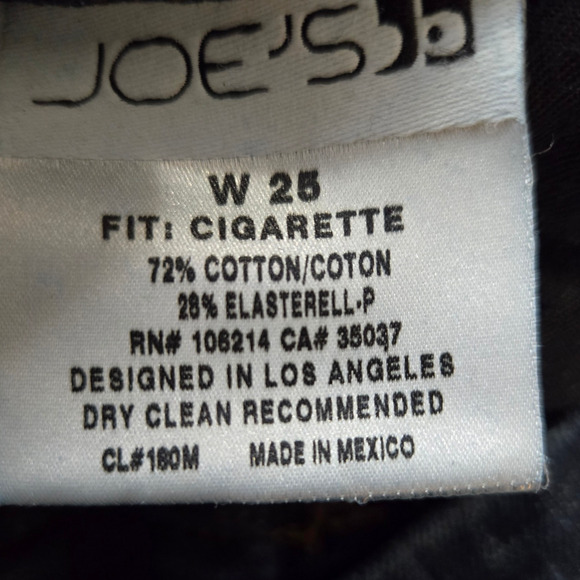 JOE'S
W 25
FIT: CIGARETTE
72% COTTON/COTON
28% ELASTERELL-P
RN# 106214 CA# 35037
DESIGNED IN LOS ANGELES
DRY CLEAN RECOMMENDED
CL#180M MADE IN MEXICO